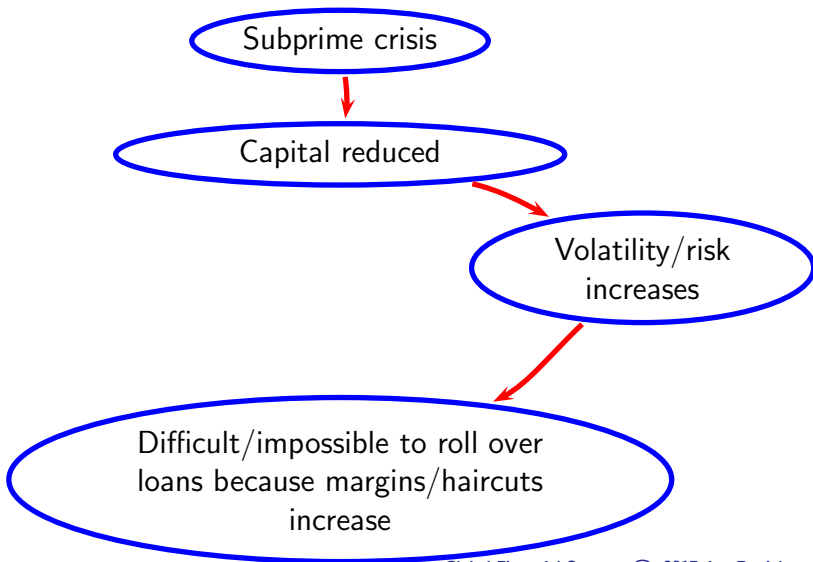 Subprime crisis
Capital reduced
Volatility/risk
increases
Difficult/impossible to roll over
loans because margins/haircuts
increase